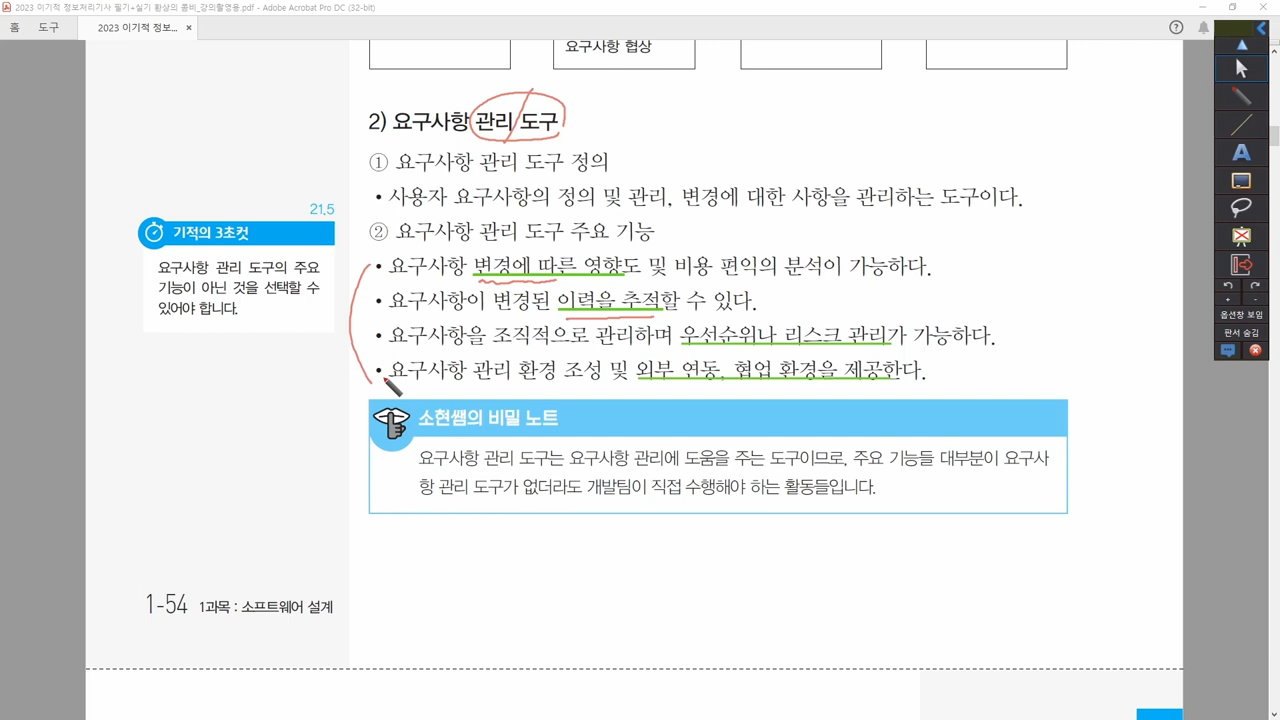 2023 이기적 정보처리기사 필기+실기 환상의 콤비_강의촬영용.pdf - Adobe Acrobat Pro DC (32-bit)
홈 도구 2023 이기적 정보... ×
요구사항 협상
2) 요구사항 관리 도구
① 요구사항 관리 도구 정의
• 사용자 요구사항의 정의 및 관리, 변경에 대한 사항을 관리하는 도구이다.
② 요구사항 관리 도구 주요 기능
• 요구사항 변경에 따른 영향도 및 비용 편익의 분석이 가능하다.
• 요구사항이 변경된 이력을 추적할 수 있다.
• 요구사항을 조직적으로 관리하며 우선순위나 리스크 관리가 가능하다.
• 요구사항 관리 환경 조성 및 외부 연동, 협업 환경을 제공한다.
21.5
기적의 3초컷
요구사항 관리 도구의 주요
기능이 아닌 것을 선택할 수
있어야 합니다.
소현쌤의 비밀 노트
요구사항 관리 도구는 요구사항 관리에 도움을 주는 도구이므로, 주요 기능들 대부분이 요구사
항 관리 도구가 없더라도 개발팀이 직접 수행해야 하는 활동들입니다.
1-54 1과목 : 소프트웨어 설계
옵션창 보임
판서 숨김